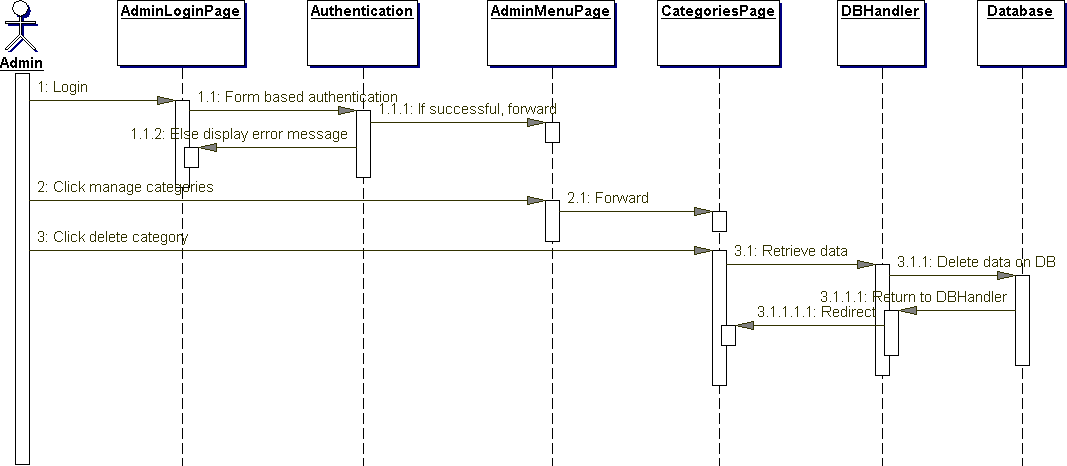 Admin
AdminLoginPage
Authentication
AdminMenuPage
CategoriesPage
DBHandler
Database
1: Login
1.1: Form based authentication
1.1.1: If successful, forward
1.1.2: Else display error message
2: Click manage categories
2.1: Forward
3: Click delete category
3.1: Retrieve data
3.1.1: Delete data on DB
3.1.1.1: Return to DBHandler
3.1.1.1.1: Redirect